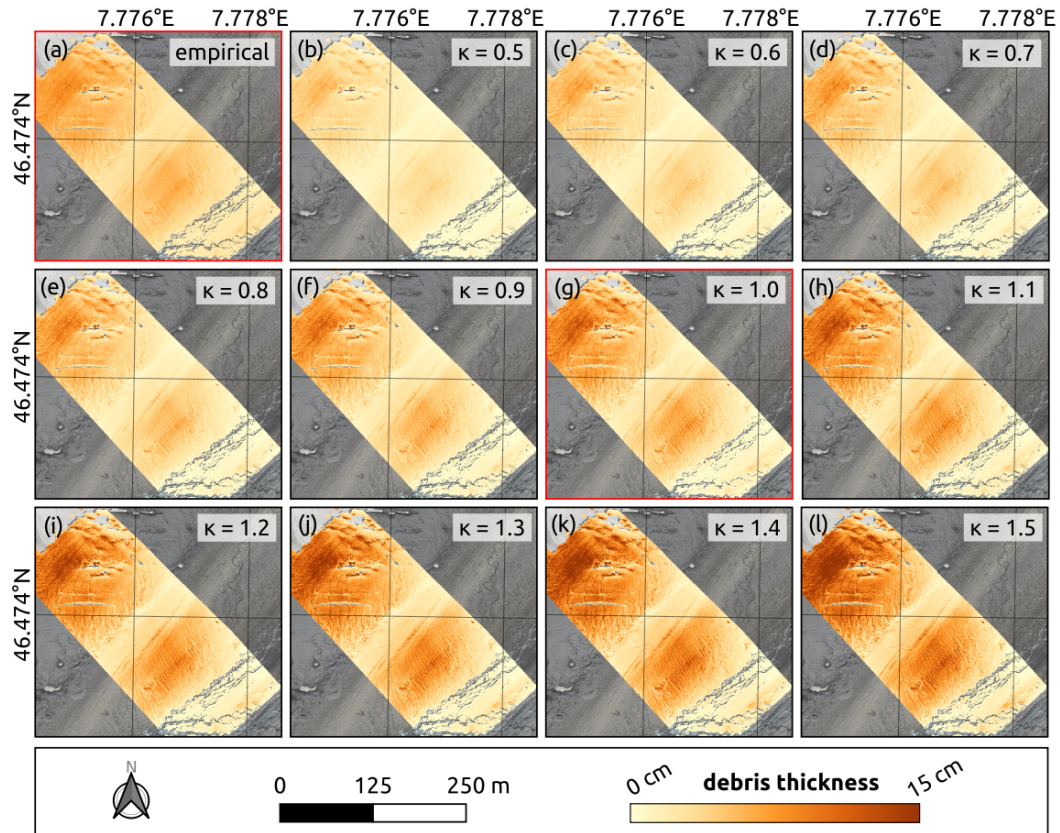 7.776°E 7.778°E 7.776°E 7.778°E 7.776°E 7.778°E 7.776°E 7.778°E
46.474°N
(a) empirical
(b) κ = 0.5
(c) κ = 0.6
(d) κ = 0.7
46.474°N
(e) κ = 0.8
(f) κ = 0.9
(g) κ = 1.0
(h) κ = 1.1
46.474°N
(i) κ = 1.2
(j) κ = 1.3
(k) κ = 1.4
(l) κ = 1.5
N
0 125 250 m
0 cm debris thickness 15 cm